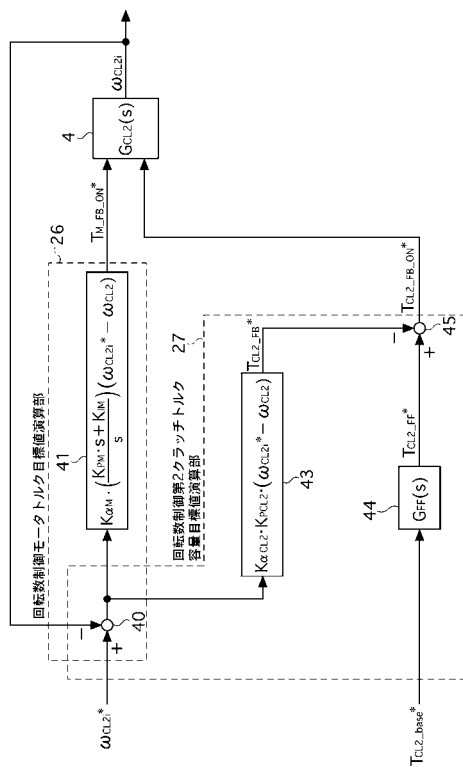 回転数制御モータトルク目標値演算部
26
ωCL2i*
+
−
40
41
KαM·(KPM·s+KIM/s)(ωCL2i*−ωCL2)
TM_FB_ON*
4
GCL2(s)
ωCL2i
回転数制御第2クラッチトルク
容量目標値演算部
27
KαCL2·KPCL2·(ωCL2i*−ωCL2)
43
TCL2_FB*
TCL2_base*
44
GFF(s)
TCL2_FF*
−
+
45
TCL2_FB_ON*